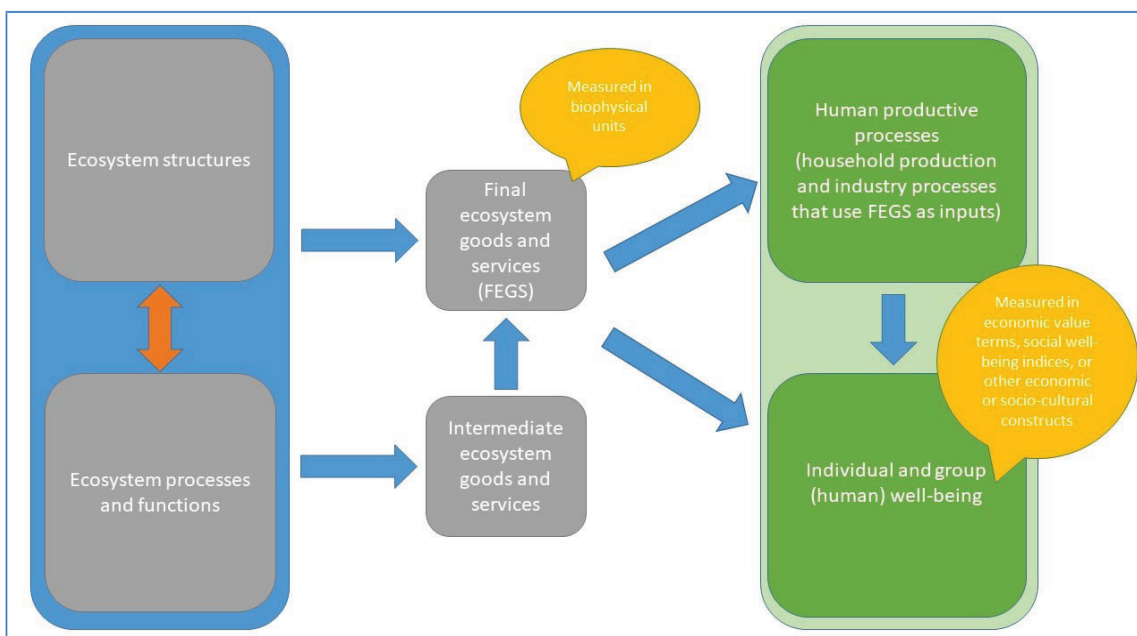 Ecosystem structures
Ecosystem processes
and functions
Measured in
biophysical
units
Final
ecosystem
goods and
services
(FEGS)
Intermediate
ecosystem
goods and
services
Human productive
processes
(household production
and industry processes
that use FEGS as inputs)
Measured in
economic value
terms, social well-
being indices, or
other economic
or socio-cultural
constructs
Individual and group
(human) well-being